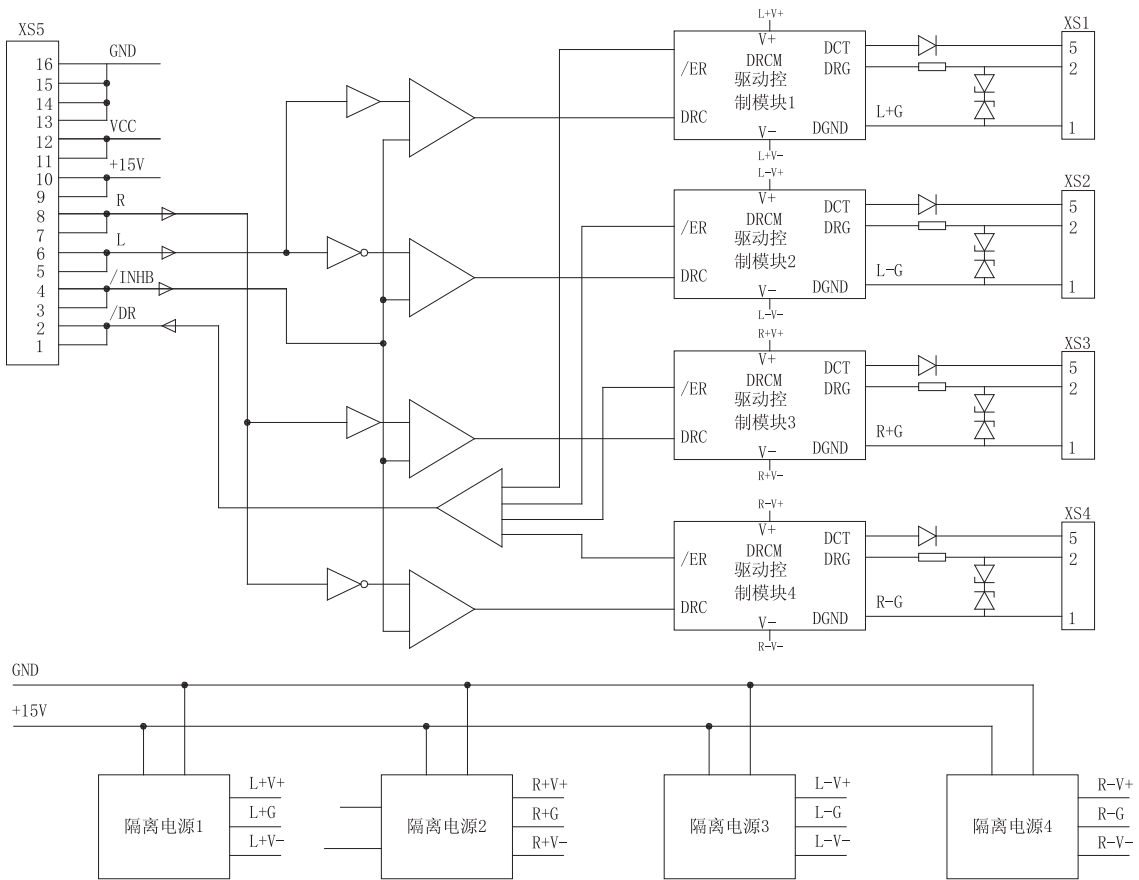 XS5
16
15
14
13
12
11
10
9
8
7
6
5
4
3
2
1
GND
VCC
+15V
R
L
/INHB
/DR
L+V+
V+
/ER
DRCM
驱动控
制模块1
DRC
DCT
DRG
DGND
V-
L+V-
L+G
XS1
5
2
1
L-V+
V+
/ER
DRCM
驱动控
制模块2
DRC
DCT
DRG
DGND
V-
L-V-
L-G
XS2
5
2
1
R+V+
V+
/ER
DRCM
驱动控
制模块3
DRC
DCT
DRG
DGND
V-
R+V-
R+G
XS3
5
2
1
R-V+
V+
/ER
DRCM
驱动控
制模块4
DRC
DCT
DRG
DGND
V-
R-V-
R-G
XS4
5
2
1
GND
+15V
隔离电源1
L+V+
L+G
L+V-
隔离电源2
R+V+
R+G
R+V-
隔离电源3
L-V+
L-G
L-V-
隔离电源4
R-V+
R-G
R-V-